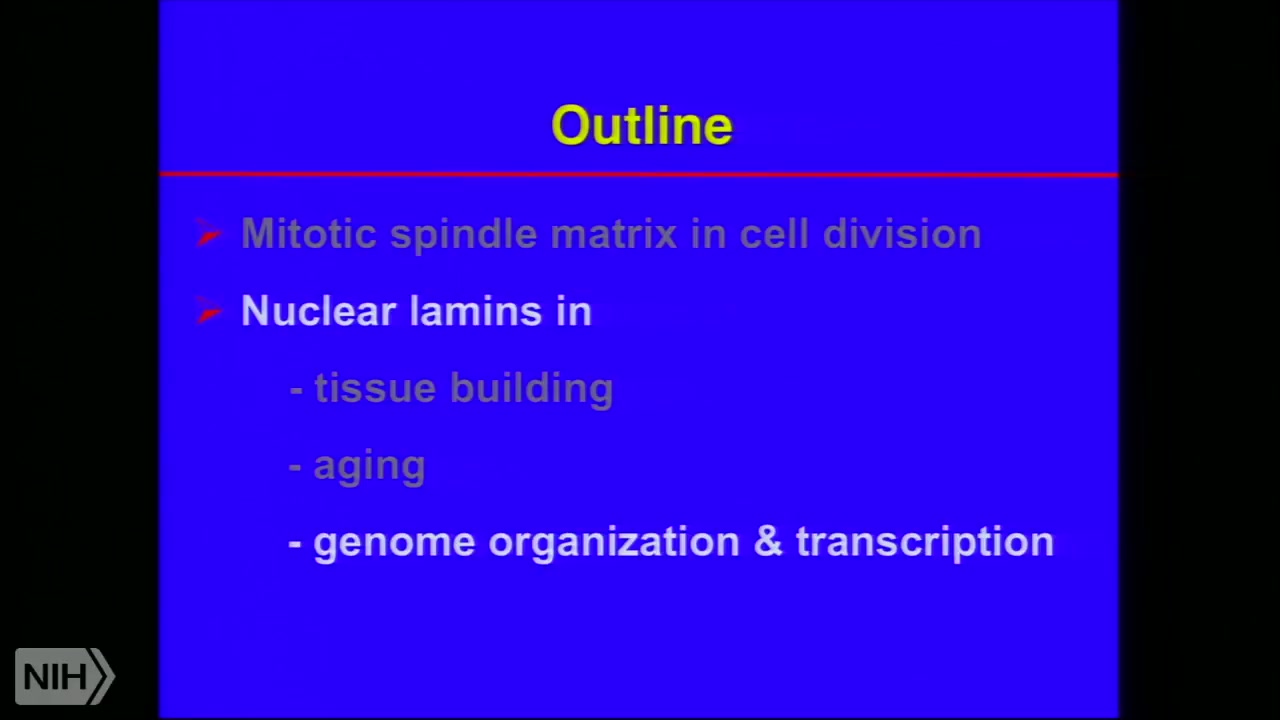 Outline
Mitotic spindle matrix in cell division
Nuclear lamins in
- tissue building
- aging
- genome organization & transcription
NIH